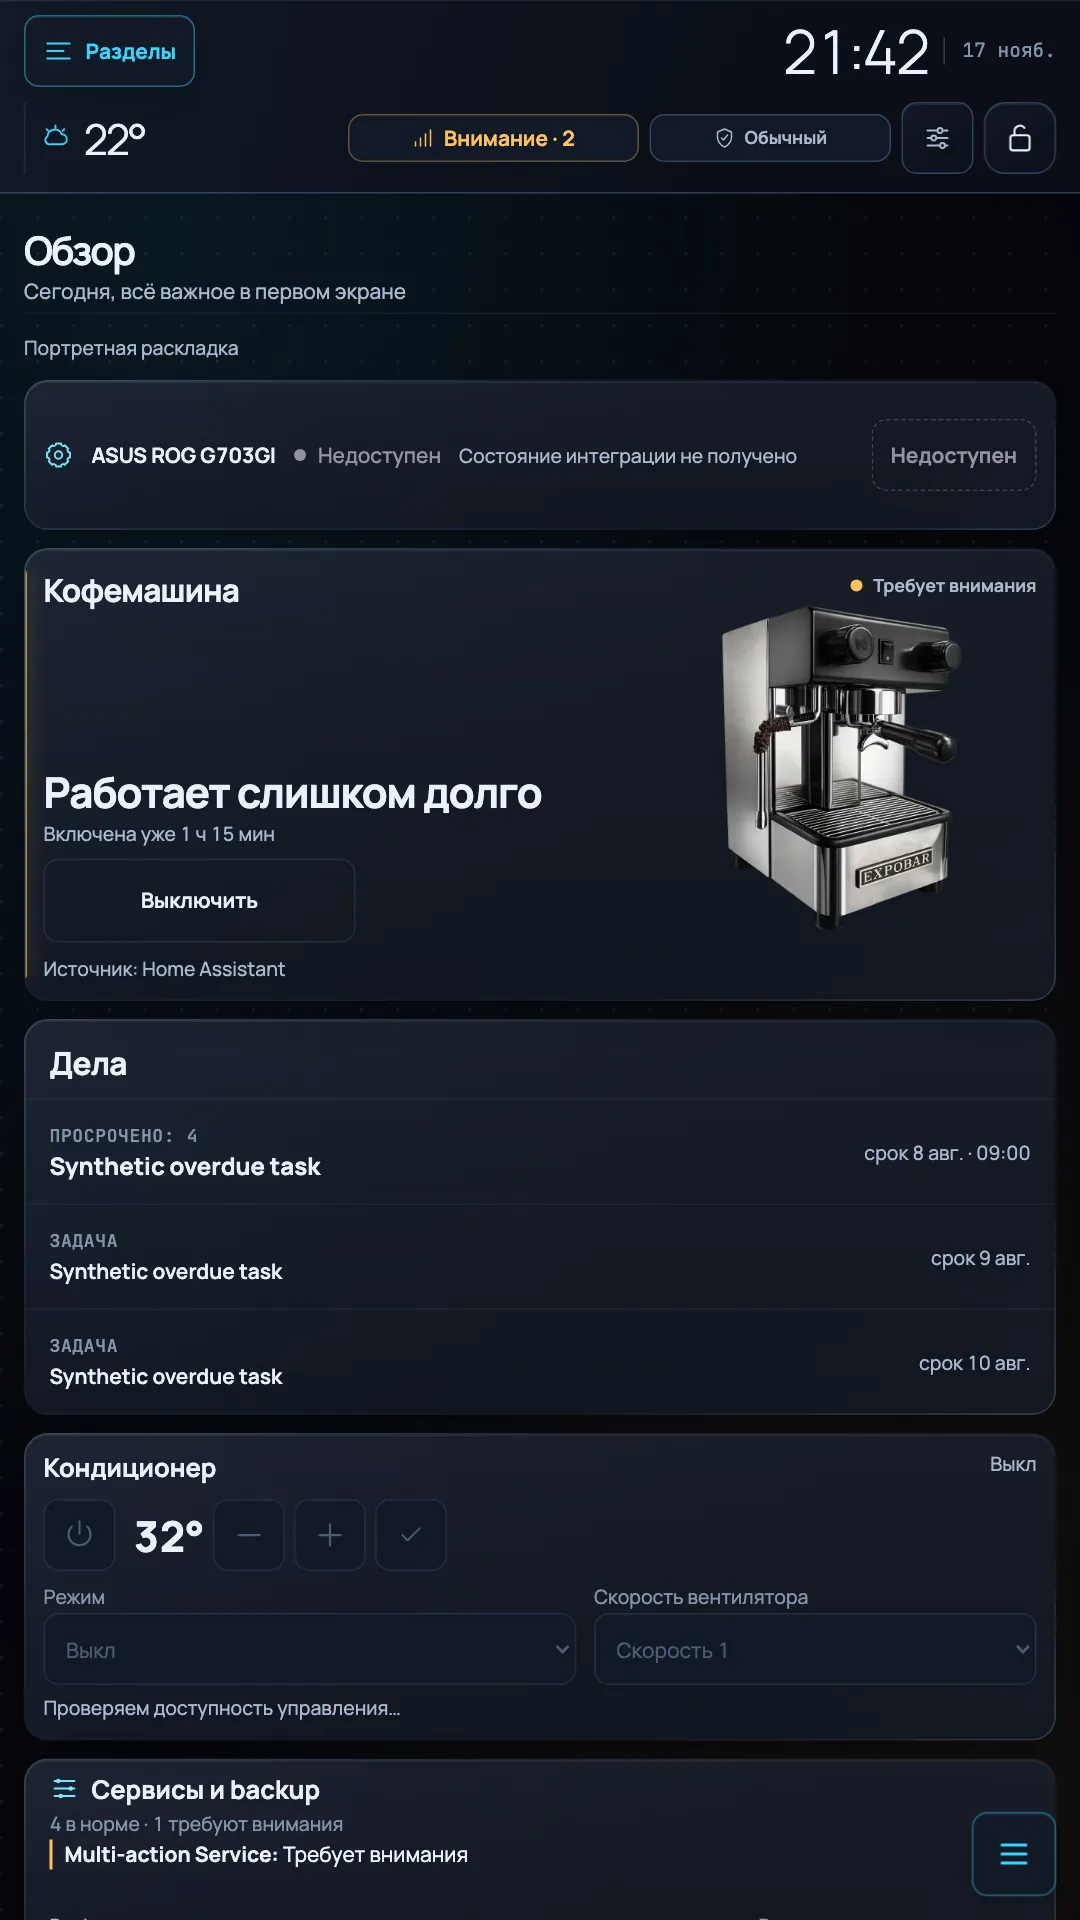 Разделы
21:42
17 нояб.
22°
Внимание · 2
Обычный
Обзор
Сегодня, всё важное в первом экране
Портретная раскладка
ASUS ROG G703GI
Недоступен
Состояние интеграции не получено
Недоступен
Кофемашина
Требует внимания
EXPOBAR
Работает слишком долго
Включена уже 1 ч 15 мин
Выключить
Источник: Home Assistant
Дела
ПРОСРОЧЕНО: 4
Synthetic overdue task
срок 8 авг. · 09:00
ЗАДАЧА
Synthetic overdue task
срок 9 авг.
ЗАДАЧА
Synthetic overdue task
срок 10 авг.
Кондиционер
Выкл
32°
Режим
Скорость вентилятора
Выкл
Скорость 1
Проверяем доступность управления…
Сервисы и backup
4 в норме · 1 требуют внимания
Multi-action Service: Требует внимания